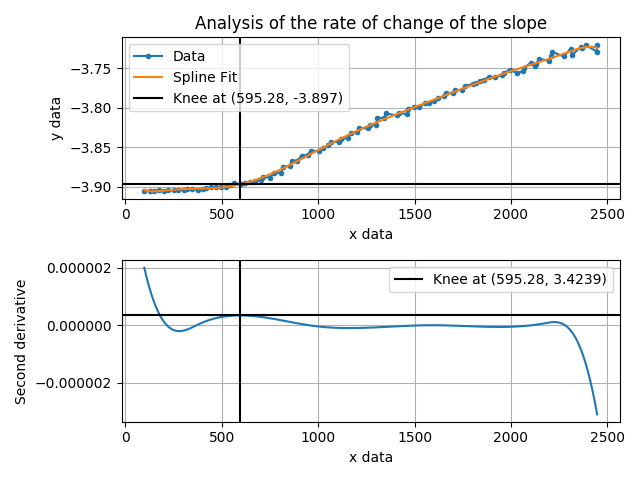 Analysis of the rate of change of the slope
Data
Spline Fit
Knee at (595.28, -3.897)
y data
−3.75
−3.80
−3.85
−3.90
0 500 1000 1500 2000 2500
x data
Knee at (595.28, 3.4239)
Second derivative
0.000002
0.000000
−0.000002
0 500 1000 1500 2000 2500
x data